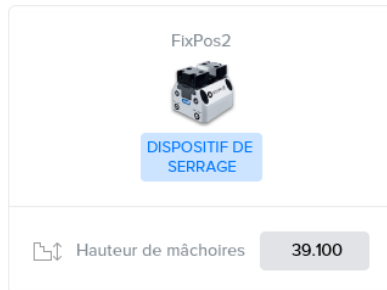 FixPos2
DISPOSITIF DE
SERRAGE
Hauteur de mâchoires 39.100